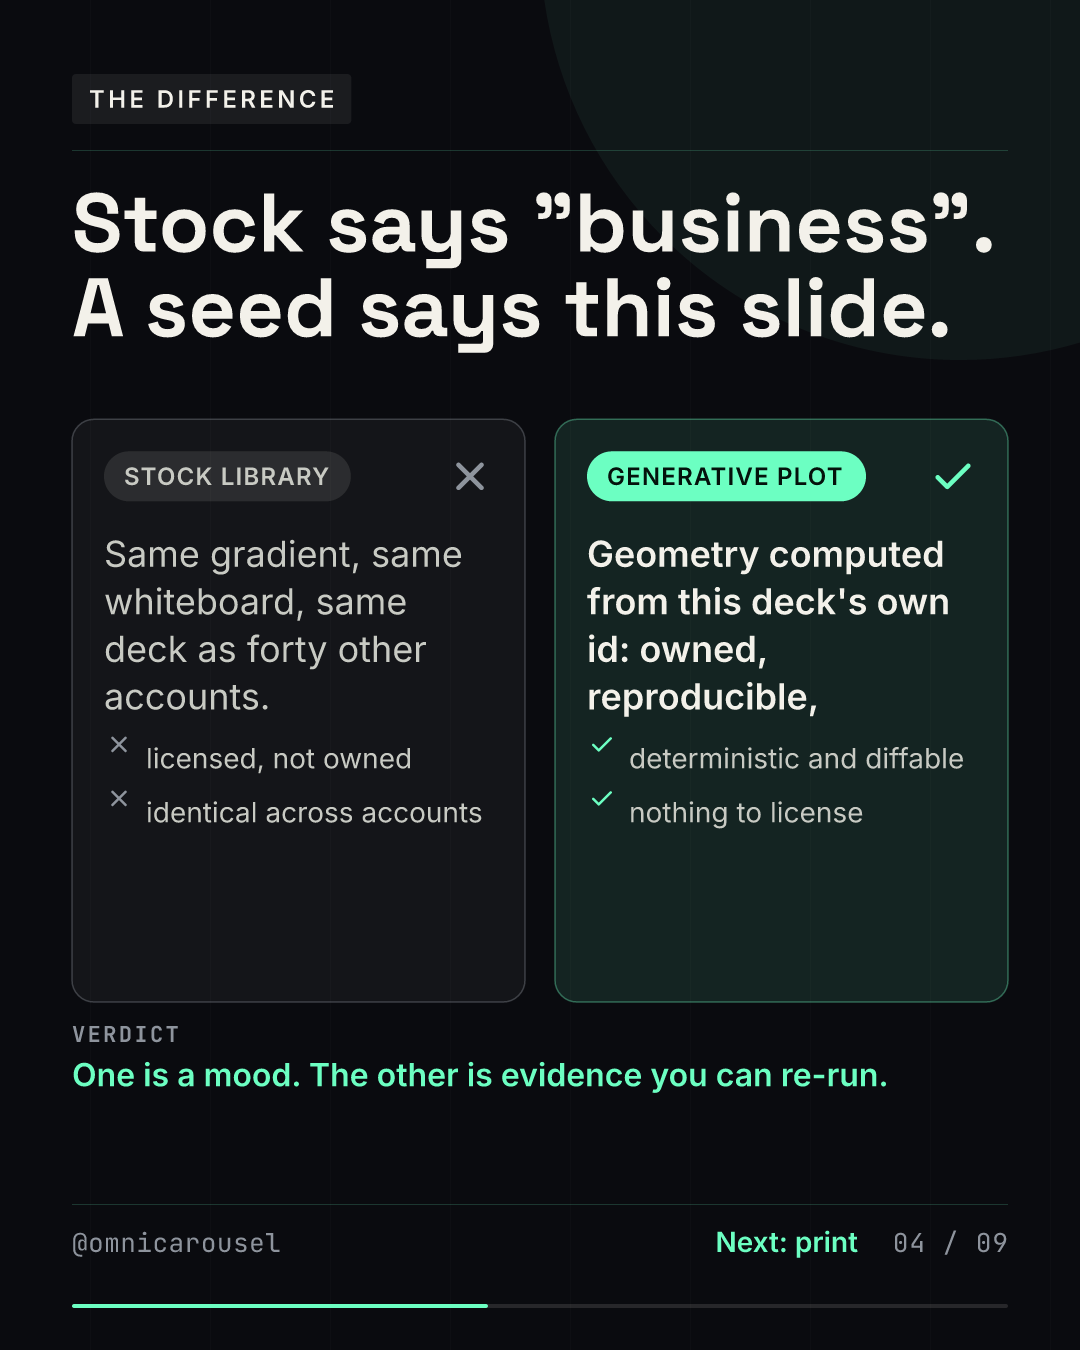 THE DIFFERENCE
Stock says ”business”.
A seed says this slide.
STOCK LIBRARY
Same gradient, same
whiteboard, same
deck as forty other
accounts.
licensed, not owned
identical across accounts
GENERATIVE PLOT
Geometry computed
from this deck's own
id: owned,
reproducible,
deterministic and diffable
nothing to license
VERDICT
One is a mood. The other is evidence you can re-run.
@omnicarousel
Next: print 04 / 09